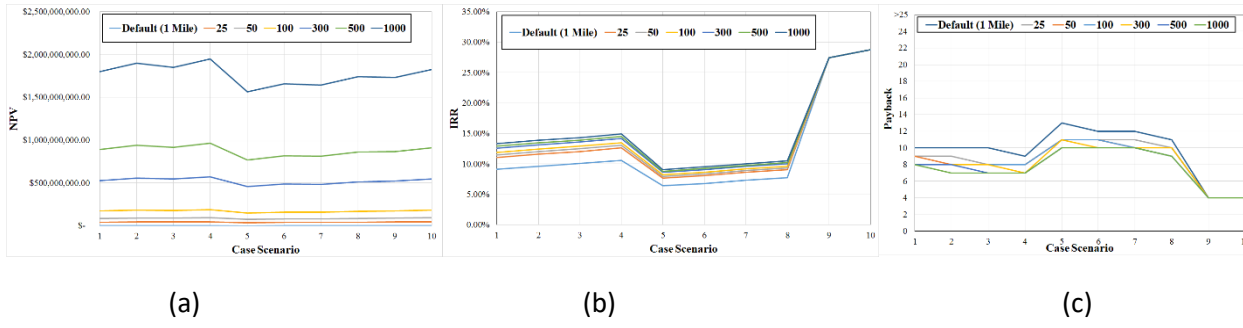 $2,500,000,000.00
Default (1 Mile) 25 50 100 300 500 1000
$2,000,000,000.00
$1,500,000,000.00
$1,000,000,000.00
$500,000,000.00
$-
NPV
1 2 3 4 5 6 7 8 9 10
Case Scenario
35.00%
Default (1 Mile) 25 50 100 300 500 1000
30.00%
25.00%
20.00%
15.00%
10.00%
5.00%
0.00%
IRR
1 2 3 4 5 6 7 8 9 10
Case Scenario
>25
Default (1 Mile) 25 50 100 300 500 1000
24
22
20
18
16
14
12
10
8
6
4
2
0
Payback
1 2 3 4 5 6 7 8 9 1
Case Scenario
(a) (b) (c)